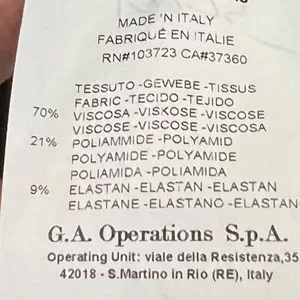 MADE IN ITALY
FABRIQUÉ EN ITALIE
RN#103723 CA#37360
TESSUTO -GEWEBE -TISSUS
FABRIC -TECIDO -TEJIDO
70% VISCOSA -VISKOSE -VISCOSE
VISCOSE -VISCOSE -VISCOSA
21% POLIAMMIDE -POLYAMID
POLYAMIDE -POLYAMIDE
POLIAMIDA -POLIAMIDA
9% ELASTAN -ELASTAN -ELASTAN
ELASTANE -ELASTANO -ELASTANO
G.A. Operations S.p.A.
Operating Unit: viale della Resistenza,35
42018 - S.Martino in Rio (RE), Italy